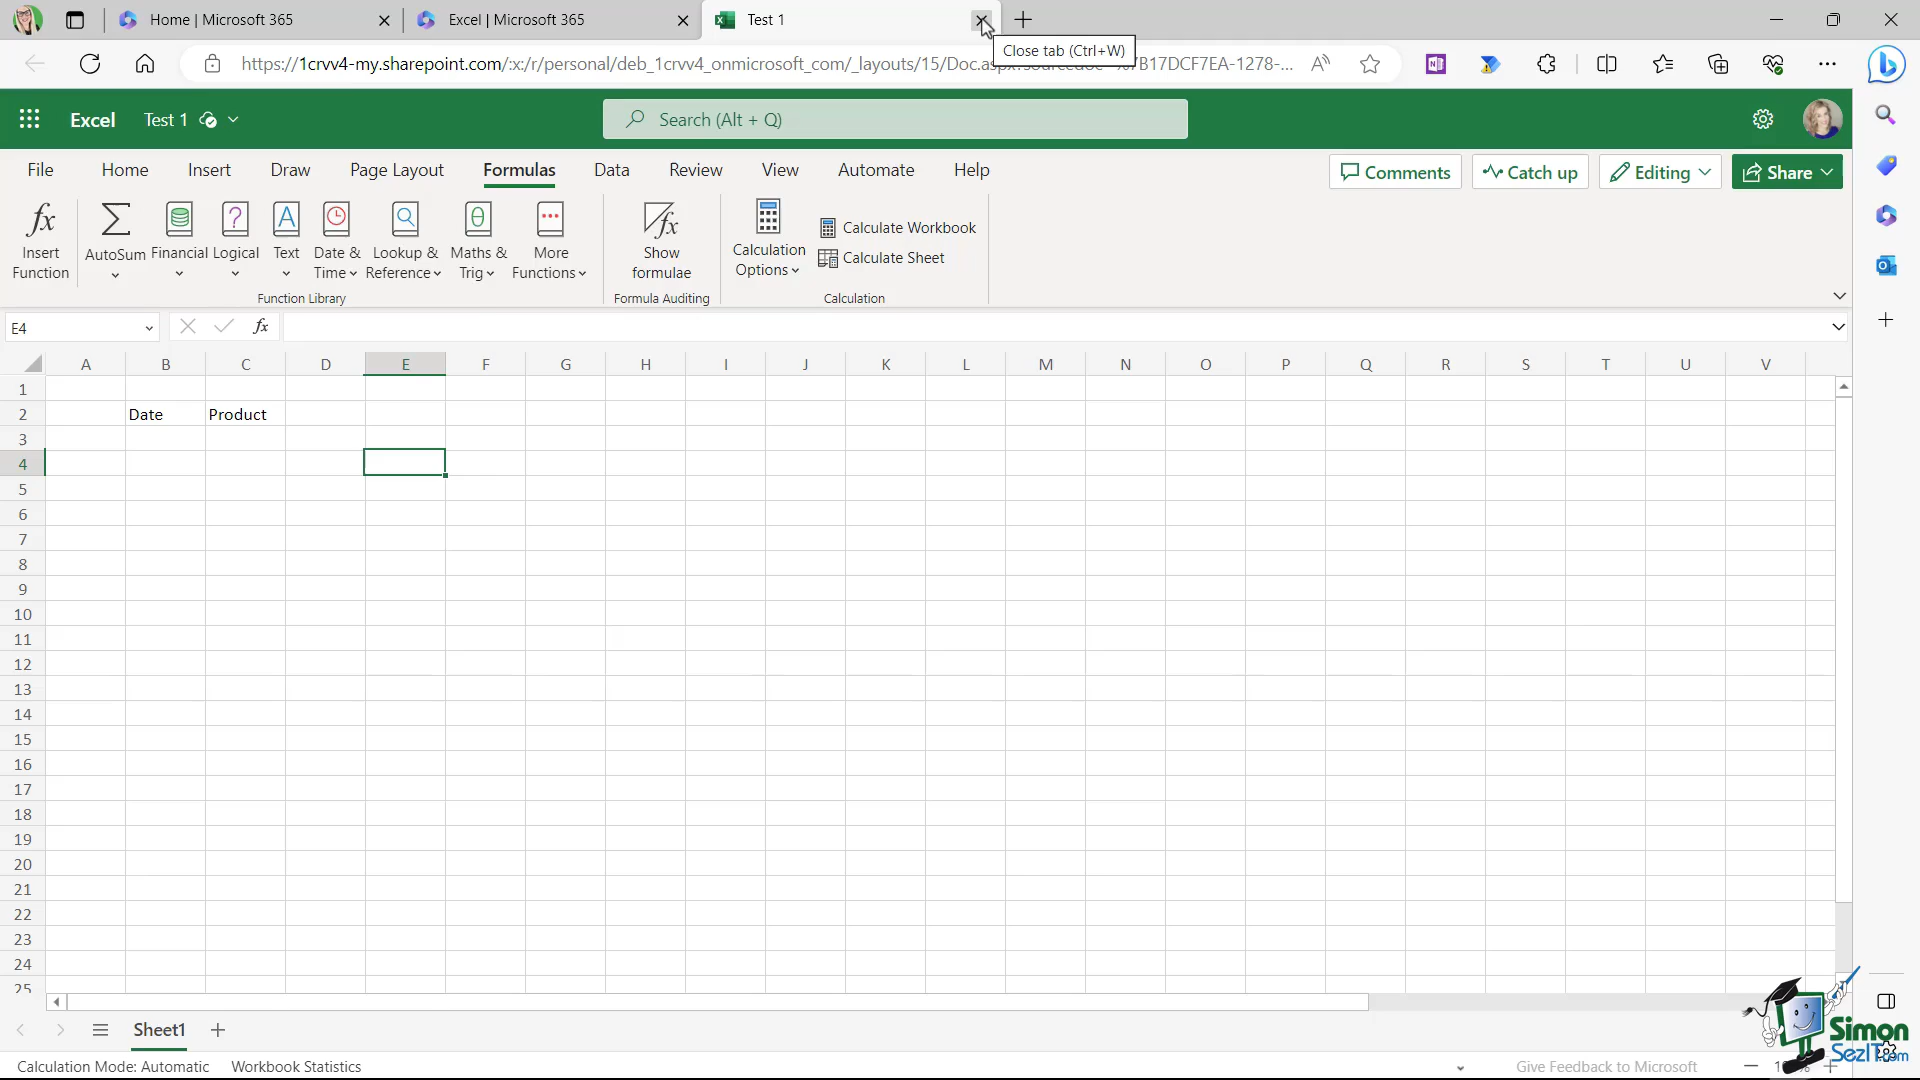 Home | Microsoft 365
Excel | Microsoft 365
Test 1
Close tab (Ctrl+W)
https://1crvv4-my.sharepoint.com/:x:/r/personal/deb_1crvv4_onmicrosoft_com/_layouts/15/Doc.aspx
B17DCF7EA-1278-...
Excel
Test 1
Search (Alt + Q)
File
Home
Insert
Draw
Page Layout
Formulas
Data
Review
View
Automate
Help
Comments
Catch up
Editing
Share
Insert Function
AutoSum
Financial
Logical
Text
Date & Time
Lookup & Reference
Maths & Trig
More Functions
Show formulae
Calculation Options
Calculate Workbook
Calculate Sheet
Function Library
Formula Auditing
Calculation
E4
fx
A B C D E F G H I J K L M N O P Q R S T U V
1
2 Date Product
3
4
5
6
7
8
9
10
11
12
13
14
15
16
17
18
19
20
21
22
23
24
25
Sheet1
Simon
SezIT.com
Calculation Mode: Automatic
Workbook Statistics
Give Feedback to Microsoft